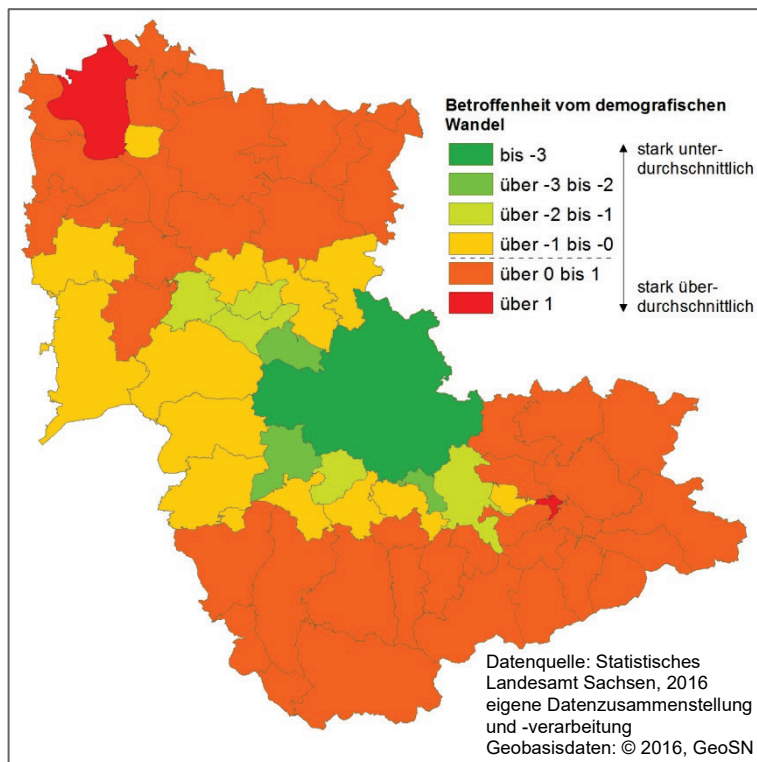 Betroffenheit vom demografischen
Wandel
bis -3
über -3 bis -2
über -2 bis -1
über -1 bis -0
über 0 bis 1
über 1
stark unter-
durchschnittlich
stark über-
durchschnittlich
Datenquelle: Statistisches
Landesamt Sachsen, 2016
eigene Datenzusammenstellung
und -verarbeitung
Geobasisdaten: © 2016, GeoSN